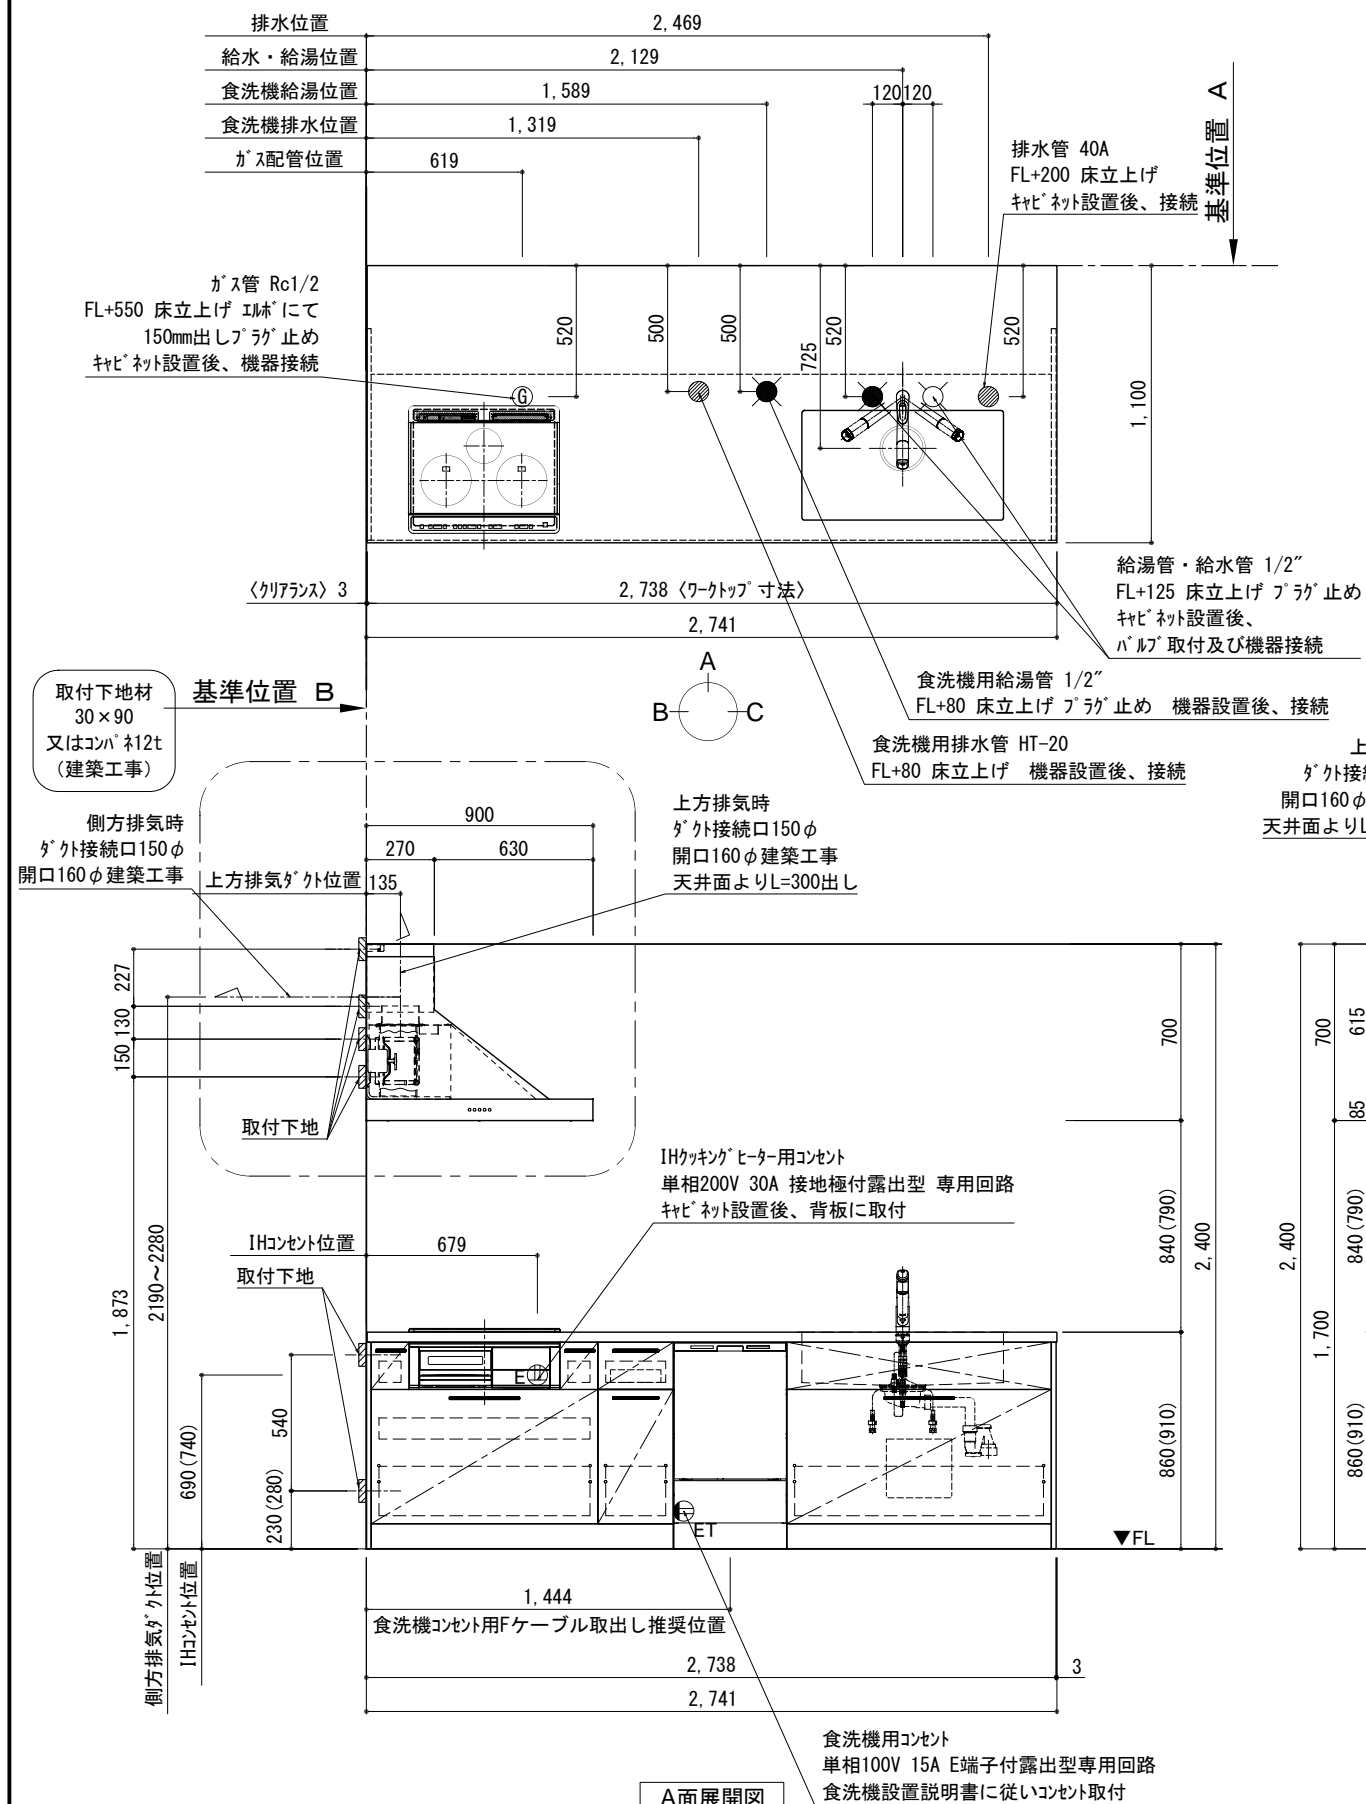 排水位置
2,469
給水・給湯位置
2,129
食洗機給湯位置
1,589
120
120
食洗機排水位置
1,319
ガス配管位置
619
基準位置 A
排水管 40A
FL+200 床立上げ
キャビネット設置後、接続
ガス管 Rc1/2
FL+550 床立上げ エルボにて
150mm出しプラグ止め
キャビネット設置後、機器接続
520
500
500
725
520
520
1,100
G
〈クリアランス〉3
2,738〈ワークトップ寸法〉
2,741
給湯管・給水管 1/2″
FL+125 床立上げ プラグ止め
キャビネット設置後、
バルブ取付及び機器接続
取付下地材
30×90
又はコンパネ12t
(建築工事)
基準位置 B
A
B
C
食洗機用給湯管 1/2″
FL+80 床立上げ プラグ止め 機器設置後、接続
食洗機用排水管 HT-20
FL+80 床立上げ 機器設置後、接続
上
ダクト接続
開口160φ
天井面よりL
側方排気時
ダクト接続口150φ
開口160φ建築工事
900
270
630
上方排気ダクト位置
135
上方排気時
ダクト接続口150φ
開口160φ建築工事
天井面よりL=300出し
227
130
150
取付下地
700
700
615
85
IHクッキングヒーター用コンセント
単相200V 30A 接地極付露出型 専用回路
キャビネット設置後、背板に取付
IHコンセント位置
679
取付下地
1,873
2190〜2280
840(790)
2,400
2,400
840(790)
1,700
E
690(740)
540
230(280)
860(910)
860(910)
ET
▼FL
側方排気ダクト位置
IHコンセント位置
1,444
食洗機コンセント用Fケーブル取出し推奨位置
2,738
3
2,741
食洗機用コンセント
単相100V 15A E端子付露出型専用回路
食洗機設置説明書に従いコンセント取付
A面展開図